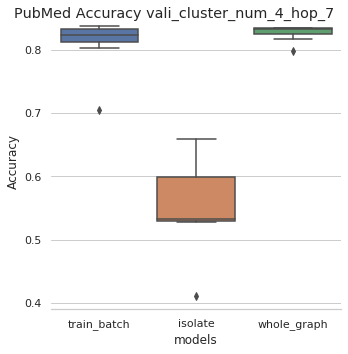 PubMed Accuracy vali_cluster_num_4_hop_7
0.8
0.7
0.6
0.5
0.4
Accuracy
train_batch isolate whole_graph
models